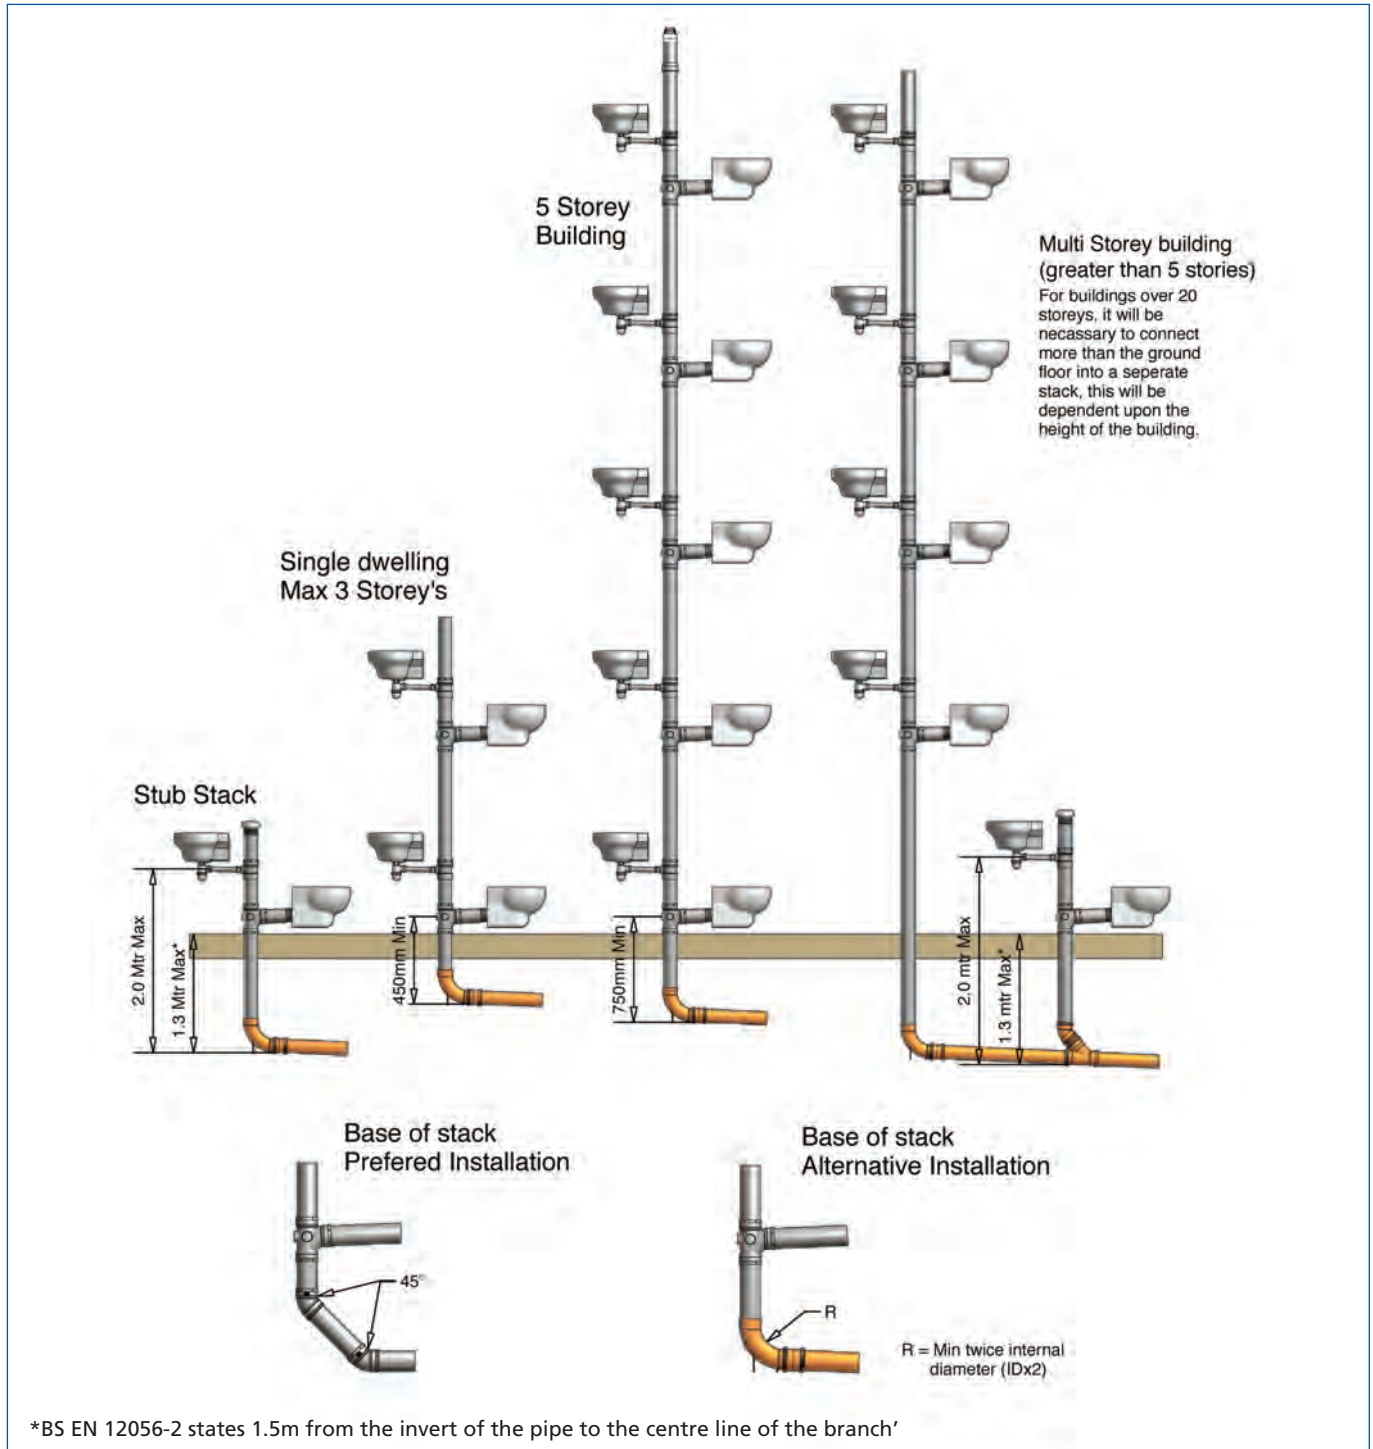 5 Storey
Building
Multi Storey building
(greater than 5 stories)
For buildings over 20
storeys, it will be
necassary to connect
more than the ground
floor into a seperate
stack, this will be
dependent upon the
height of the building.
Single dwelling
Max 3 Storey's
Stub Stack
2.0 Mtr Max
1.3 Mtr Max*
450mm Min
750mm Min
2.0 mtr Max
1.3 mtr Max*
Base of stack
Prefered Installation
45°
Base of stack
Alternative Installation
R
R = Min twice internal
diameter (IDx2)
*BS EN 12056-2 states 1.5m from the invert of the pipe to the centre line of the branch’